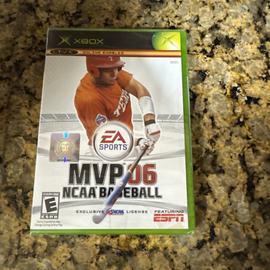 XBOX
EA
SPORTS
MVP 06
NCAA BASEBALL
EXCLUSIVE NCAA LICENSE
FEATURING
ESPN
E